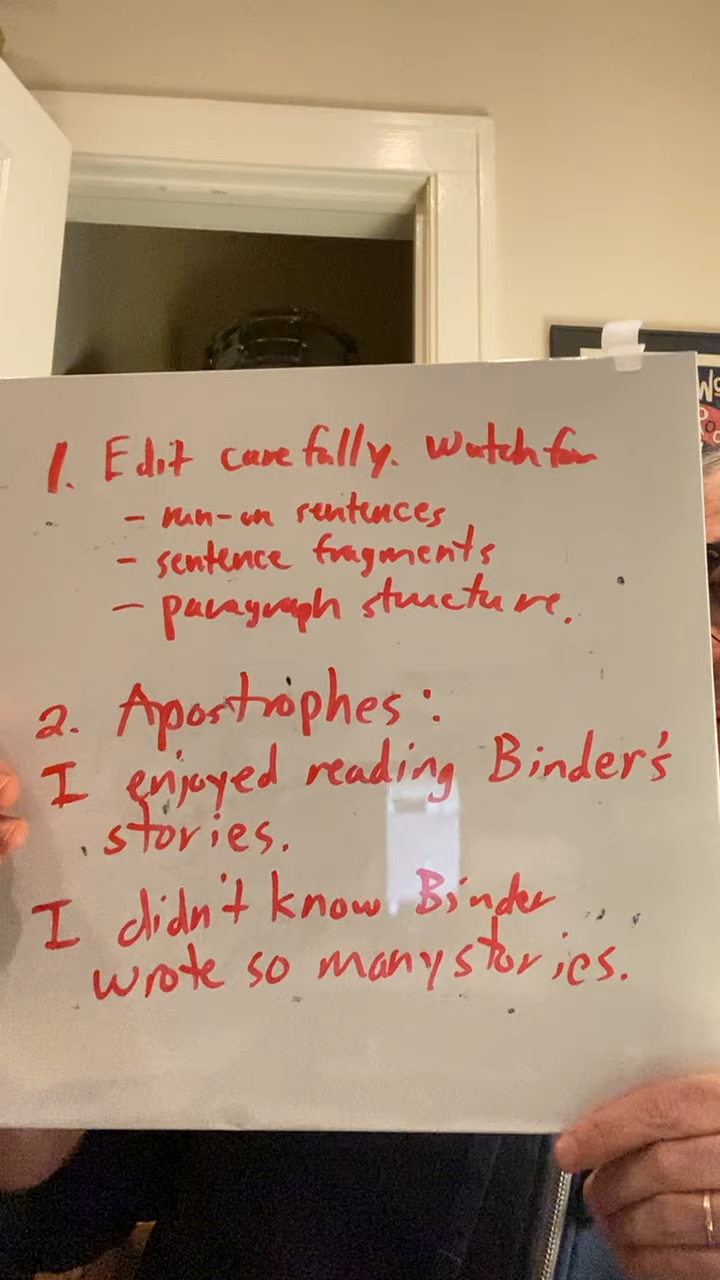 1. Edit carefully. Watch for
- run-on sentences
- sentence fragments
- paragraph structure.
2. Apostrophes:
I enjoyed reading Binder's
stories.
I didn't know Binder
wrote so many stories.